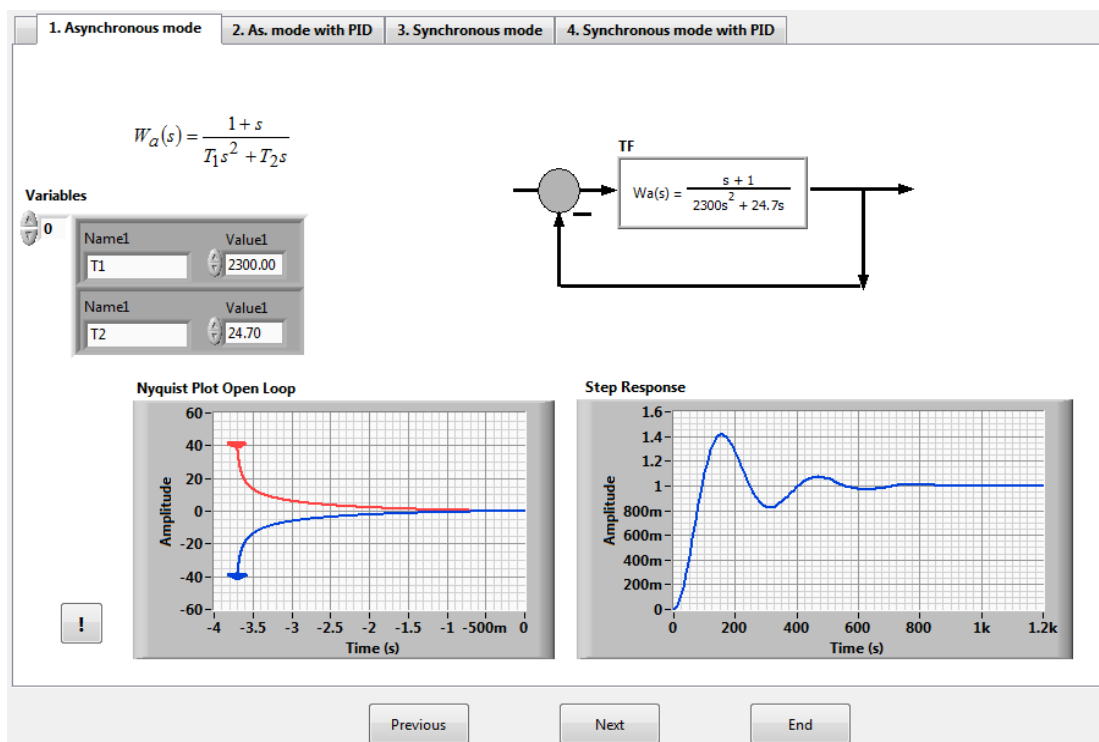 1. Asynchronous mode
2. As. mode with PID
3. Synchronous mode
4. Synchronous mode with PID
Wa(s) = 1 + s / T1s² + T2s
TF
Wa(s) = s + 1 / 2300s² + 24.7s
Variables
0
Name1 Value1
T1 2300.00
Name1 Value1
T2 24.70
Nyquist Plot Open Loop
60
40
20
0
-20
-40
-60
Amplitude
-4 -3.5 -3 -2.5 -2 -1.5 -1 -500m 0
Time (s)
Step Response
1.6
1.4
1.2
1
800m
600m
400m
200m
0
Amplitude
0 200 400 600 800 1k 1.2k
Time (s)
!
Previous Next End